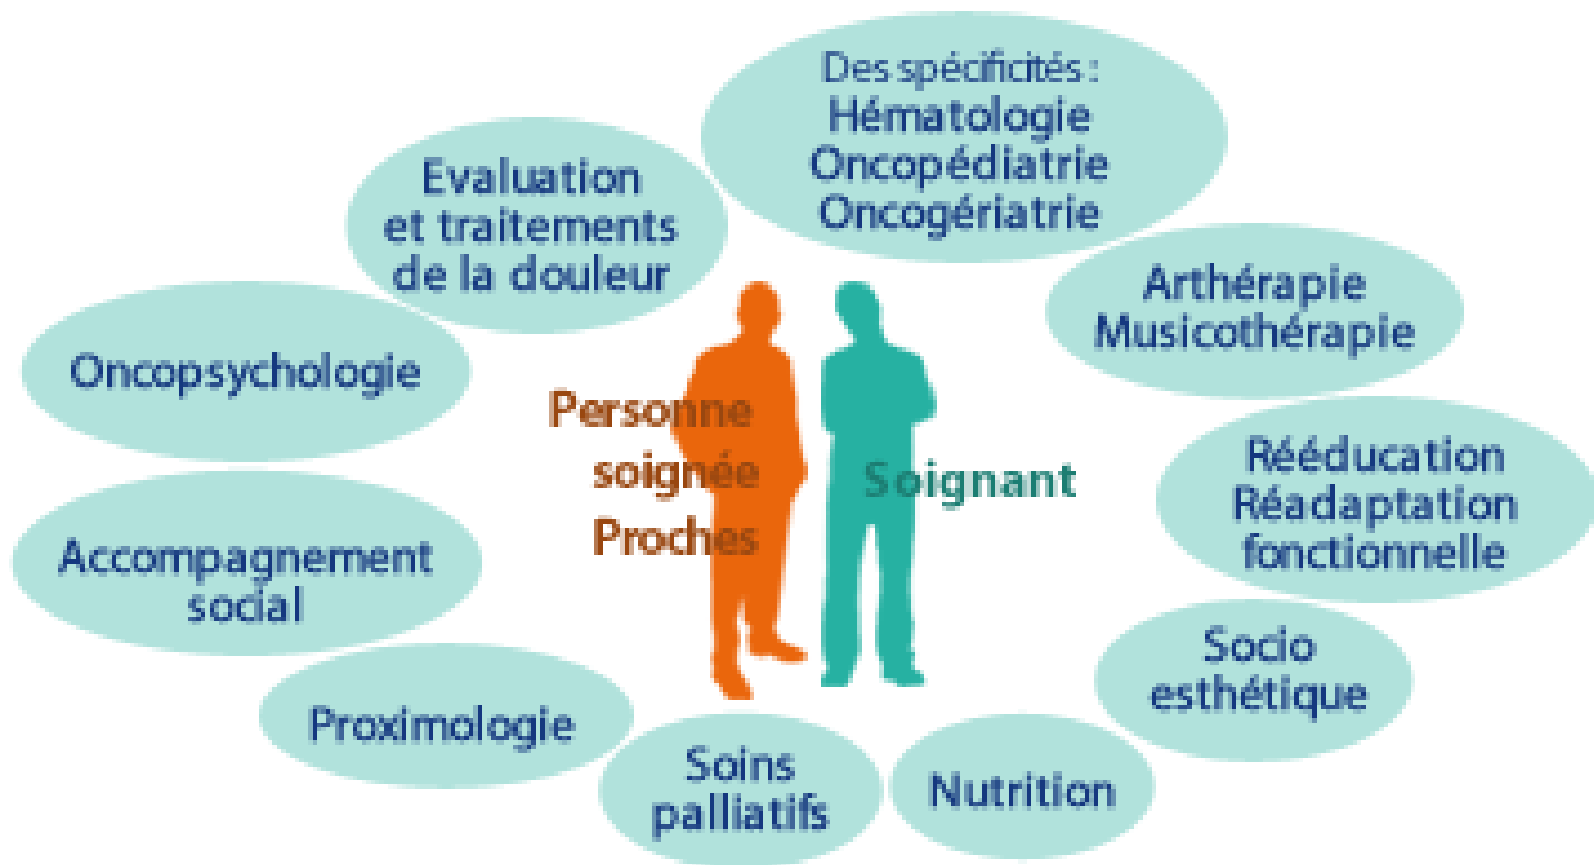 Des spécificités :
Hématologie
Oncopédiatrie
Oncogériatrie
Evaluation
et traitements
de la douleur
Arthérapie
Musicothérapie
Oncopsychologie
Personne
soignée
Proches
Soignant
Rééducation
Réadaptation
fonctionnelle
Accompagnement
social
Socio
esthétique
Proximologie
Soins
palliatifs
Nutrition